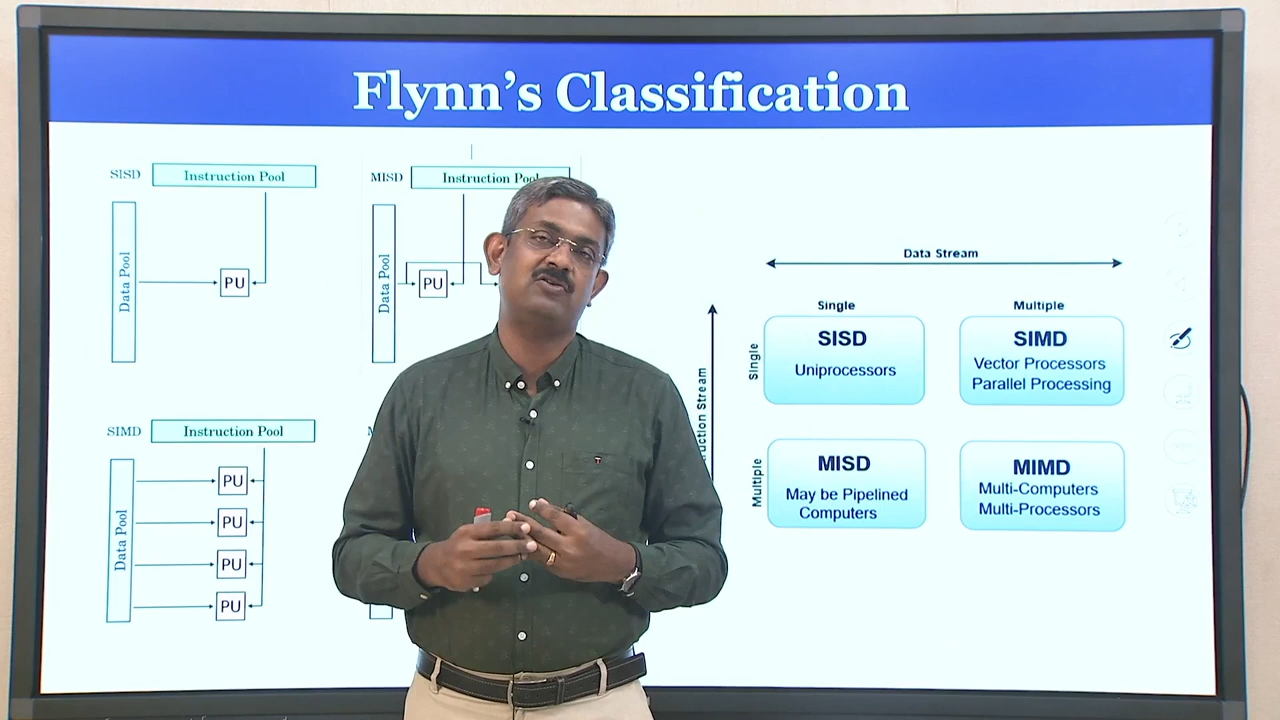 Flynn's Classification
SISD
Instruction Pool
Data Pool
PU
MISD
Instruction Pool
Data Pool
PU
SIMD
Instruction Pool
Data Pool
PU
PU
PU
PU
Data Stream
Single
Multiple
Single
SISD
Uniprocessors
SIMD
Vector Processors
Parallel Processing
Stream
Multiple
MISD
May be Pipelined
Computers
MIMD
Multi-Computers
Multi-Processors